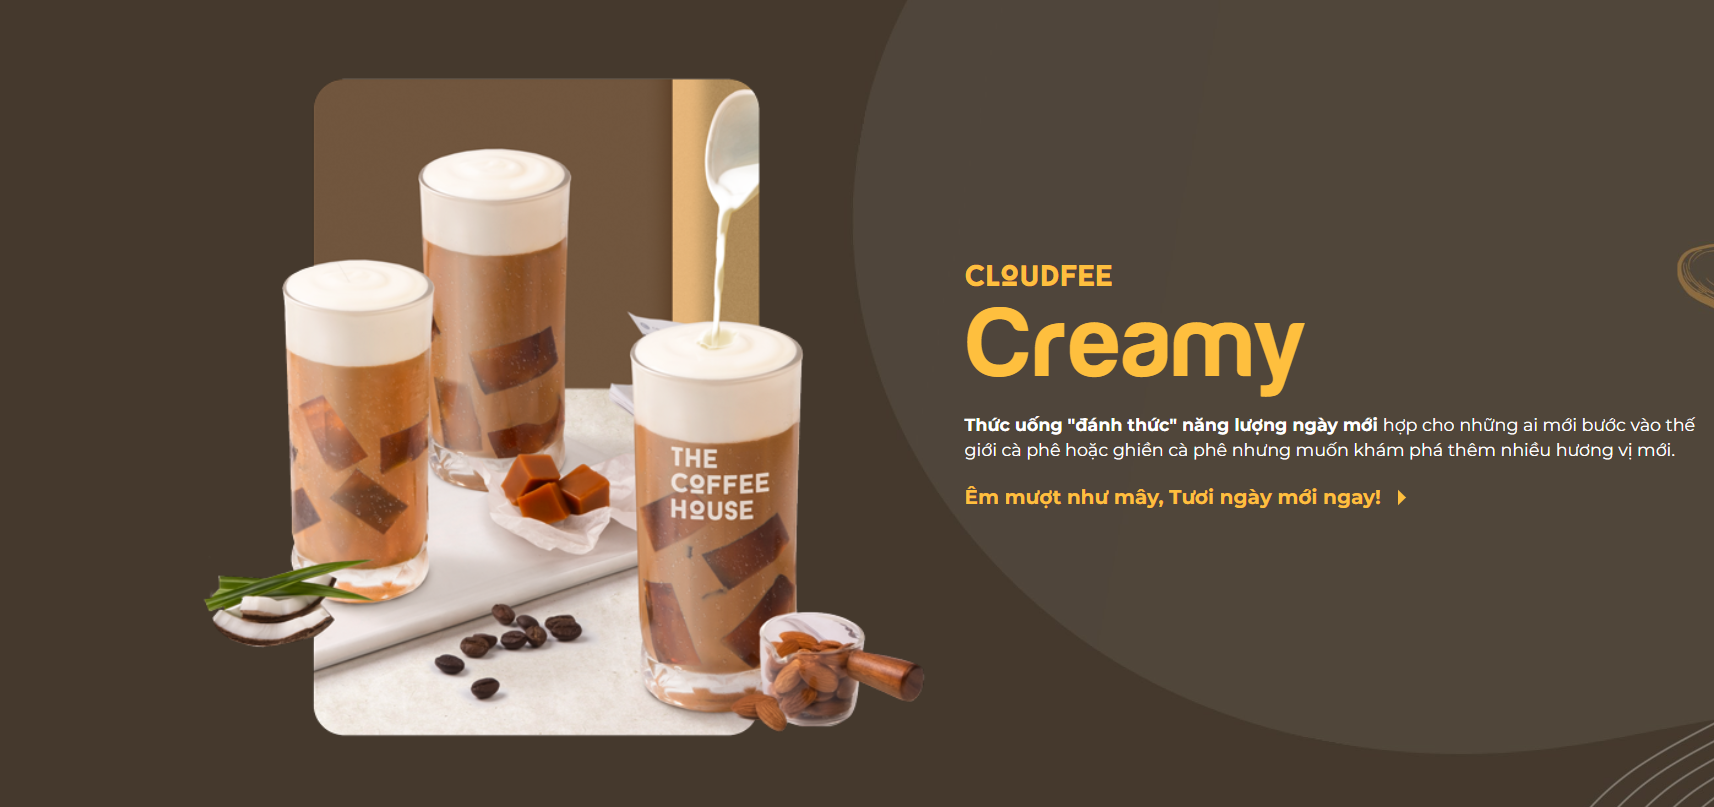 THE
COFFEE
HOUSE
CLOUDFEE
Creamy
Thức uống "đánh thức" năng lượng ngày mới hợp cho những ai mới bước vào thế
giới cà phê hoặc ghiền cà phê nhưng muốn khám phá thêm nhiều hương vị mới.
Êm mượt như mây, Tươi ngày mới ngay!